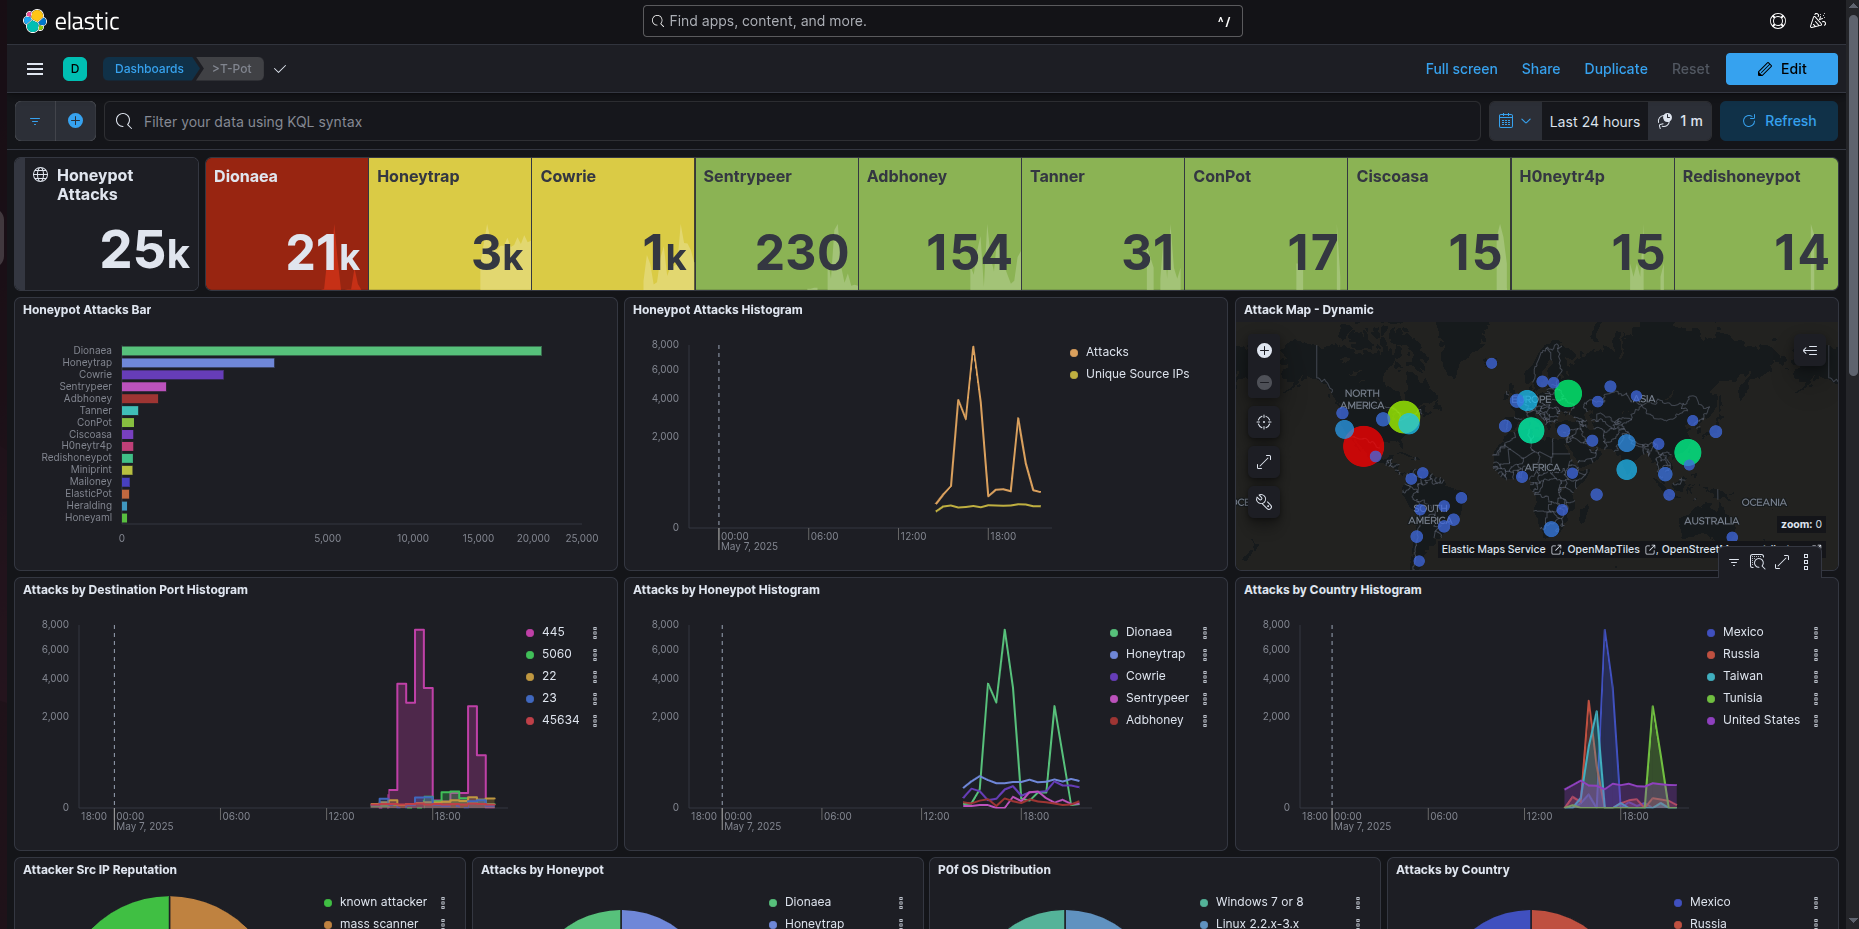 elastic
Find apps, content, and more.
^/
D
Dashboards
>T-Pot
Full screen
Share
Duplicate
Reset
Edit
Filter your data using KQL syntax
Last 24 hours
1 m
Refresh
Honeypot
Attacks
25k
Dionaea
21k
Honeytrap
3k
Cowrie
1k
Sentrypeer
230
Adbhoney
154
Tanner
31
ConPot
17
Ciscoasa
15
H0neytr4p
15
Redishoneypot
14
Honeypot Attacks Bar
Dionaea
Honeytrap
Cowrie
Sentrypeer
Adbhoney
Tanner
ConPot
Ciscoasa
H0neytr4p
Redishoneypot
Miniprint
Mailoney
ElasticPot
Heralding
Honeyaml
0
5,000
10,000
15,000
20,000
25,000
Honeypot Attacks Histogram
8,000
6,000
4,000
2,000
0
00:00
May 7, 2025
06:00
12:00
18:00
Attacks
Unique Source IPs
Attack Map - Dynamic
NORTH
AMERICA
ASIA
AFRICA
SOUTH
AMERICA
OCEANIA
AUSTRALIA
zoom: 0
Elastic Maps Service , OpenMapTiles , 
Attacks by Destination Port Histogram
8,000
6,000
4,000
2,000
0
18:00
00:00
May 7, 2025
06:00
12:00
18:00
445
5060
22
23
45634
Attacks by Honeypot Histogram
8,000
6,000
4,000
2,000
0
18:00
00:00
May 7, 2025
06:00
12:00
18:00
Dionaea
Honeytrap
Cowrie
Sentrypeer
Adbhoney
Attacks by Country Histogram
8,000
6,000
4,000
2,000
0
18:00
00:00
May 7, 2025
06:00
12:00
18:00
Mexico
Russia
Taiwan
Tunisia
United States
Attacker Src IP Reputation
known attacker
mass scanner
Attacks by Honeypot
Dionaea
Honeytrap
P0f OS Distribution
Windows 7 or 8
Linux 2.2.x-3.x
Attacks by Country
Mexico
Russia